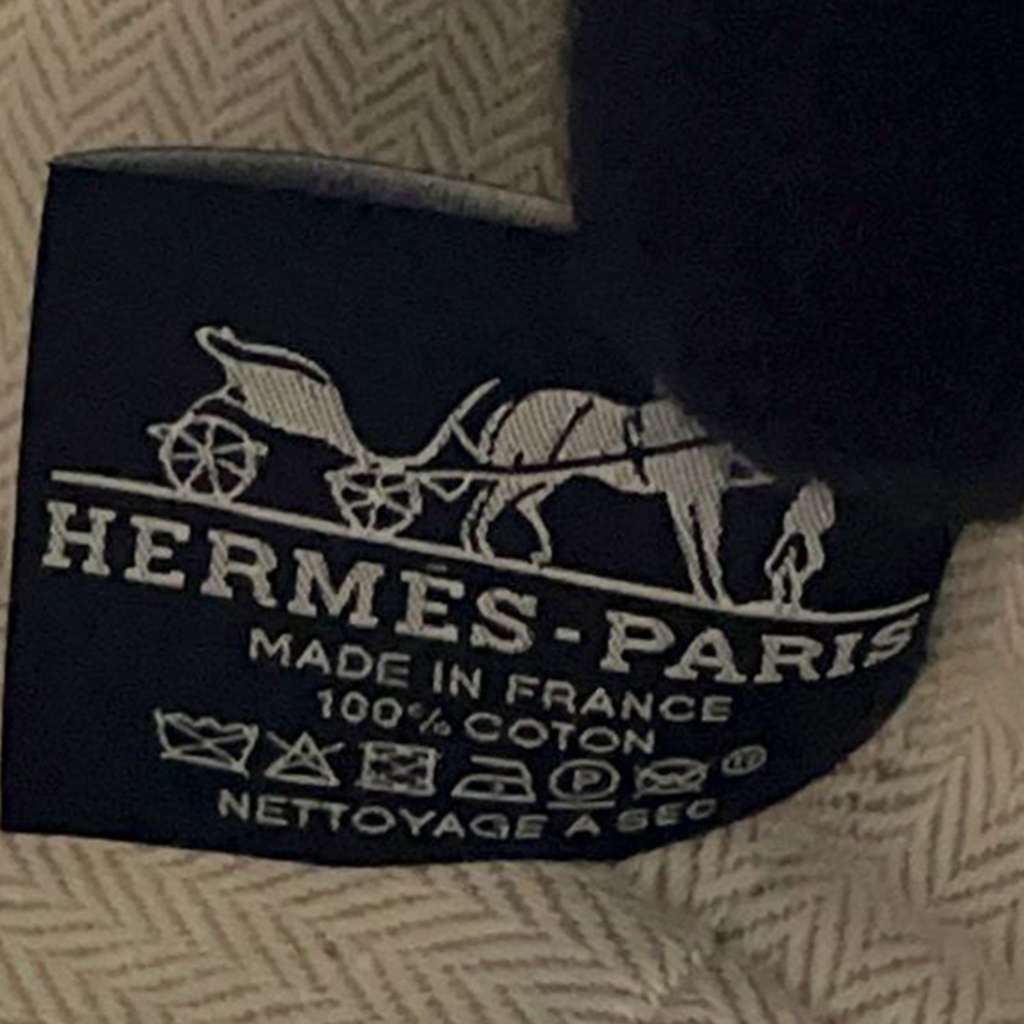 HERMÈS-PARIS
MADE IN FRANCE
100% COTON
P
NETTOYAGE A SEC